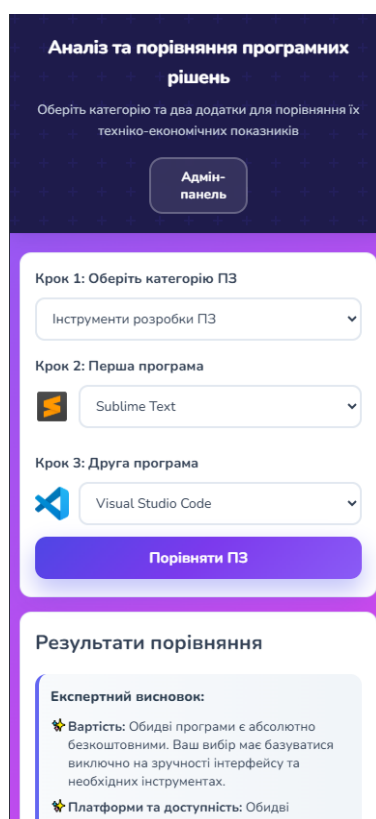 Аналіз та порівняння програмних
рішень
Оберіть категорію та два додатки для порівняння їх
техніко-економічних показників
Адмін-
панель
Крок 1: Оберіть категорію ПЗ
Інструменти розробки ПЗ
Крок 2: Перша програма
Sublime Text
Крок 3: Друга програма
Visual Studio Code
Порівняти ПЗ
Результати порівняння
Експертний висновок:
Вартість: Обидві програми є абсолютно
безкоштовними. Ваш вибір має базуватися
виключно на зручності інтерфейсу та
необхідних інструментах.
Платформи та доступність: Обидві